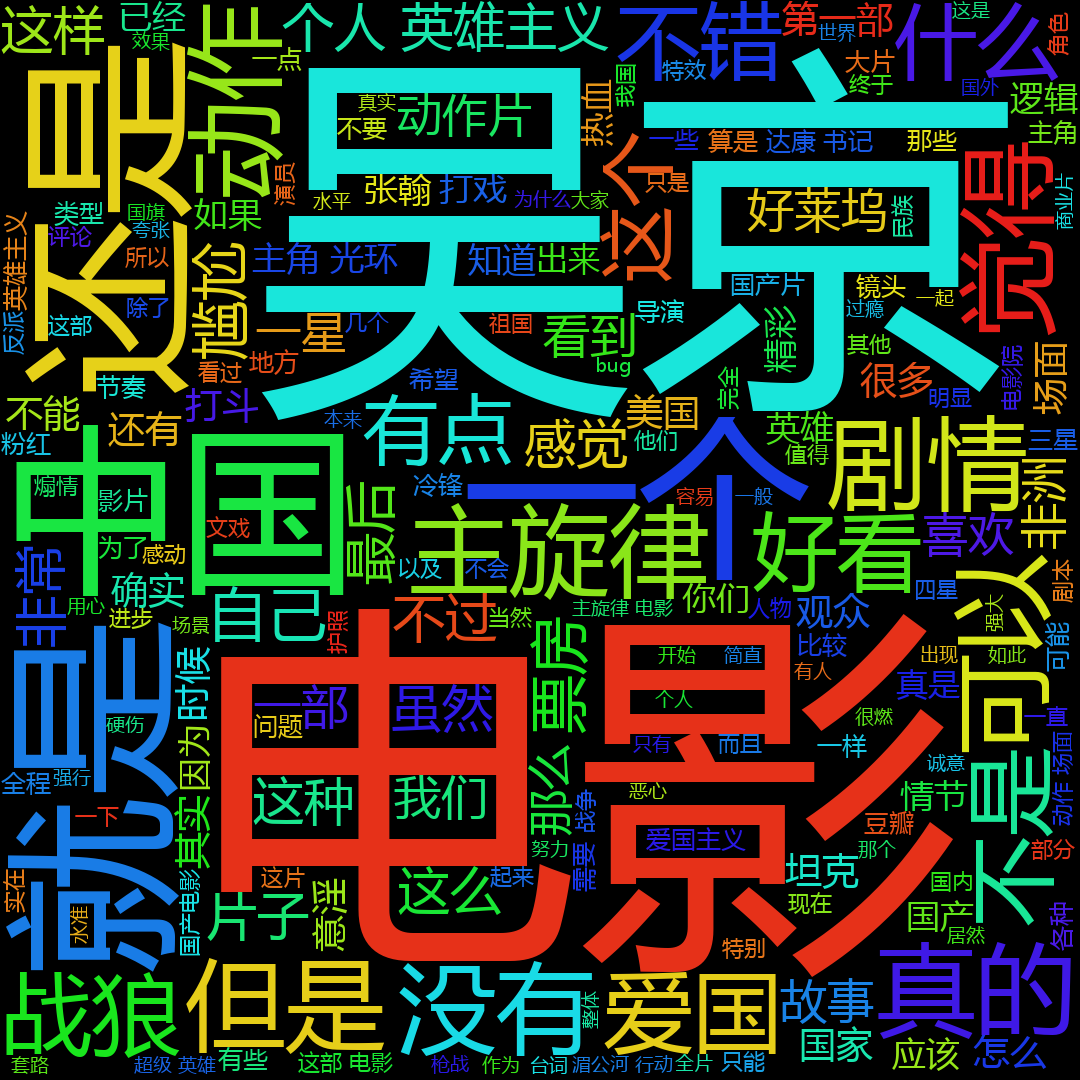 这样
已经
效果
个人 英雄主义
不错
第一部
世界
什么
这是
角色
还是
动作
一点
吴京
动作片
真实
不要
热血
我国
特效
大片
终于
国外
逻辑
主角
一些
算是
达康 书记
那些
这个
只是
觉得
商业片
类型
国旗
夸张
评论
所以
反派
英雄主义
如果
演员
水平
张翰
打戏
为什么
大家
好莱坞
民族
主角 光环
知道
出来
国产片
镜头
一起
这部
除了
尴尬
一星
几个
祖国
看到
bug
导演
精彩
过瘾
其他
节奏
看过
地方
希望
完全
很多
明显
电影院
场面
不能
还有
打斗
本来
有点
感觉
美国
他们
英雄
值得
剧情
三星
粉红
煽情
影片
中国
冷锋
一个
容易
一般
非洲
为了
感动
文戏
最后
主旋律
好看
喜欢
非常
确实
以及
不会
四星
剧本
用心
进步
场景
自己
护照
不过
当然
主旋律 电影
你们
人物
观众
比较
有人
可以
强大
如此
可能
出现
就是
硬伤
时候
电影
一部
虽然
问题
票房
开始
简直
个人
只有
而且
一样
真是
很燃
一直
全程
强行
因为
这种
我们
那么
战争
恶心
诚意
情节
不是
动作 场面
一下
其实
努力
爱国主义
豆瓣
那个
部分
实在
水准
国产电影
这片
片子
意淫
这么
起来
需要
坦克
现在
国内
国产
居然
各种
特别
战狼
但是
没有
整体
爱国
故事
真的
国家
应该
怎么
套路
超级 英雄
有些
这部 电影
枪战
作为
台词
湄公河 行动
全片
只能